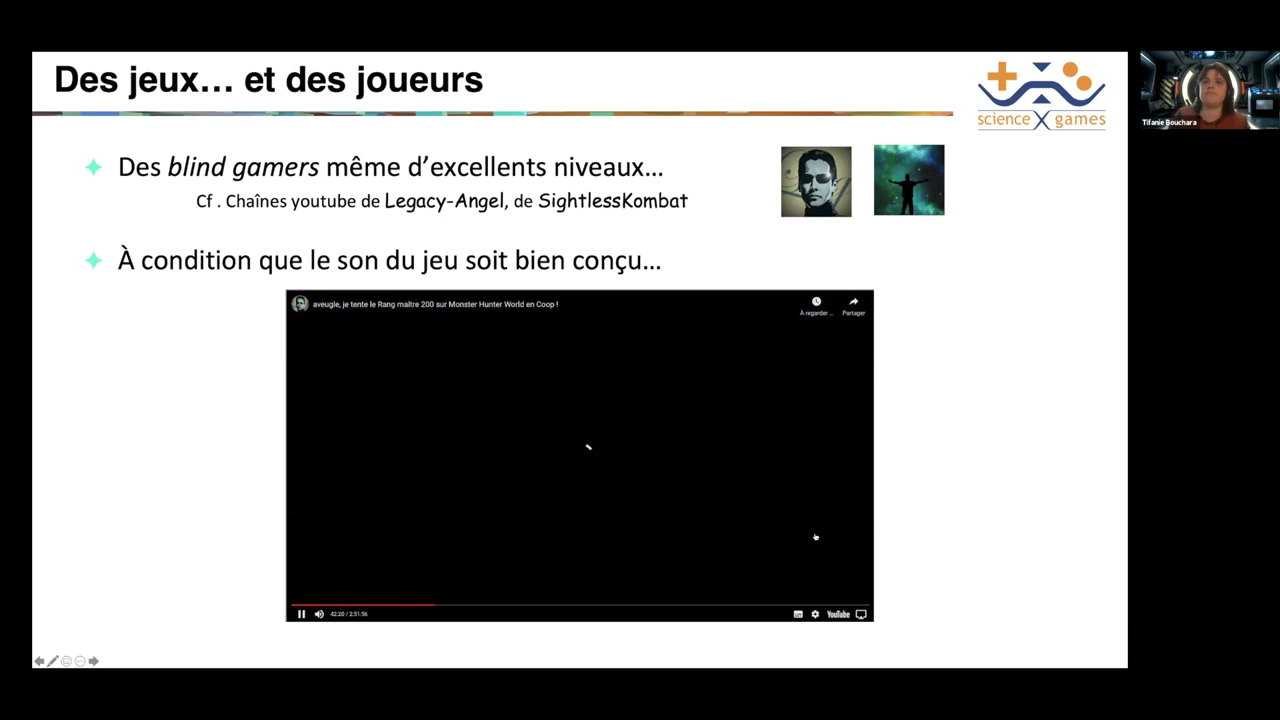 Des jeux… et des joueurs
science X games
Tifanie Bouchara
Des blind gamers même d’excellents niveaux…
Cf . Chaînes youtube de Legacy-Angel, de SightlessKombat
À condition que le son du jeu soit bien conçu…
aveugle, je tente le Rang maître 200 sur Monster Hunter World en Coop !
À regarder ...
Partager
42:20 / 2:51:56
YouTube